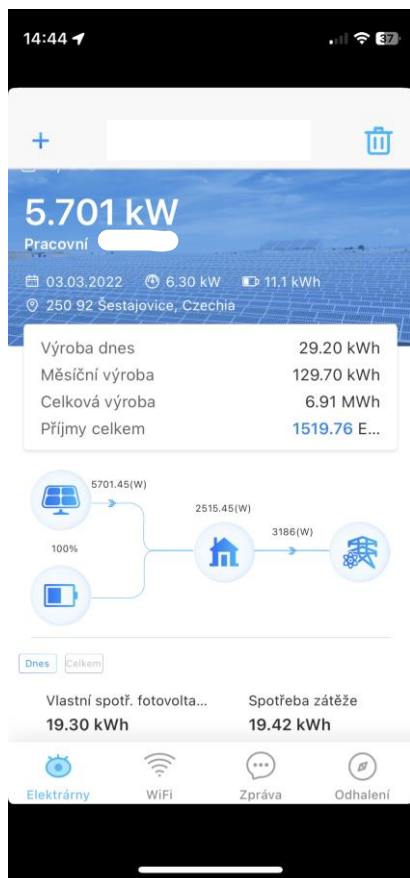 14:44
37
+
5.701 kW
Pracovní
03.03.2022 6.30 kW 11.1 kWh
250 92 Šestajovice, Czechia
Výroba dnes 29.20 kWh
Měsíční výroba 129.70 kWh
Celková výroba 6.91 MWh
Příjmy celkem 1519.76 E...
5701.45(W)
2515.45(W)
3186(W)
100%
Dnes Celkem
Vlastní spotř. fotovolta... Spotřeba zátěže
19.30 kWh 19.42 kWh
Elektrárny WiFi Zpráva Odhalení